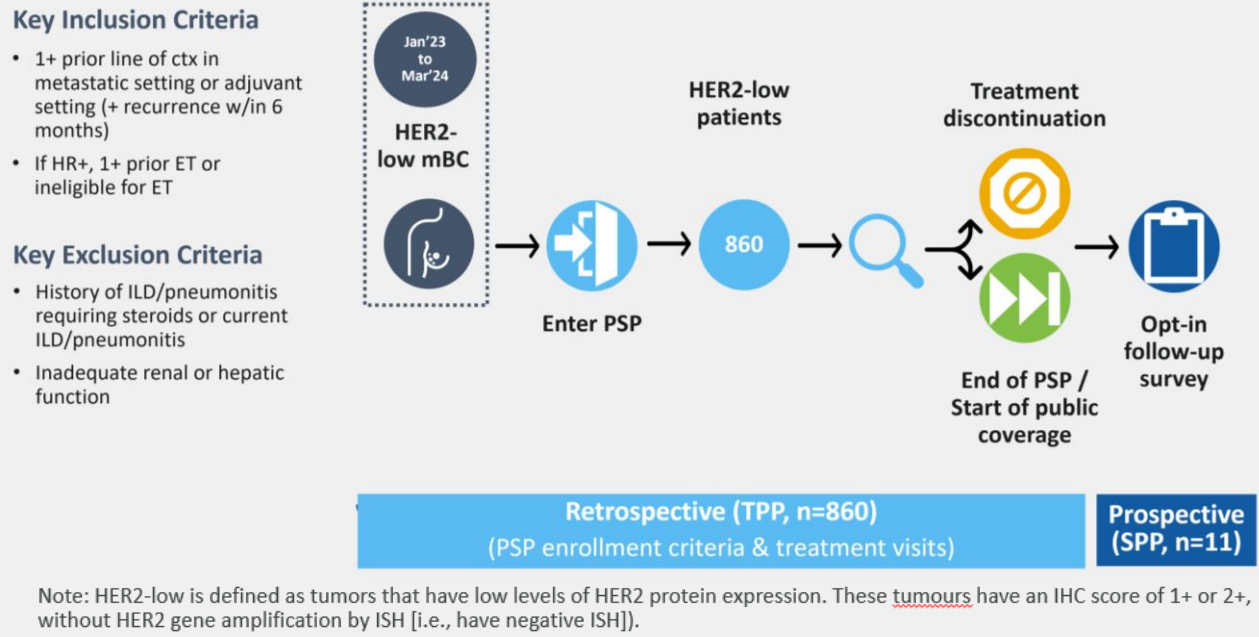 Key Inclusion Criteria
• 1+ prior line of ctx in
metastatic setting or adjuvant
setting (+ recurrence w/in 6
months)
• If HR+, 1+ prior ET or
ineligible for ET
Key Exclusion Criteria
• History of ILD/pneumonitis
requiring steroids or current
ILD/pneumonitis
• Inadequate renal or hepatic
function
Jan'23
to
Mar'24
HER2-
low mBC
Enter PSP
HER2-low
patients
860
Treatment
discontinuation
End of PSP /
Start of public
coverage
Opt-in
follow-up
survey
Retrospective (TPP, n=860)
(PSP enrollment criteria & treatment visits)
Prospective
(SPP, n=11)
Note: HER2-low is defined as tumors that have low levels of HER2 protein expression. These tumours have an IHC score of 1+ or 2+,
without HER2 gene amplification by ISH [i.e., have negative ISH]).